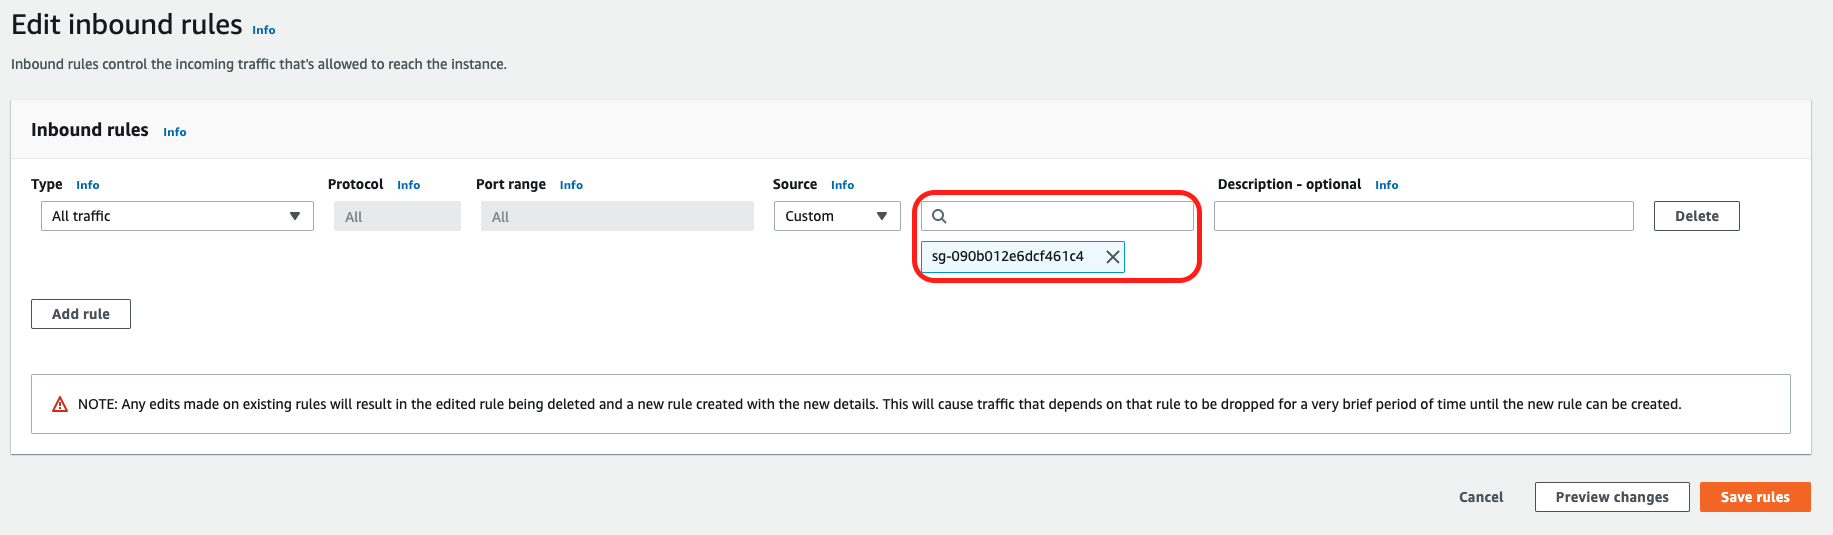 Edit inbound rules Info
Inbound rules control the incoming traffic that's allowed to reach the instance.
Inbound rules Info
Type Info Protocol Info Port range Info Source Info Description - optional Info
All traffic All All Custom Delete
sg-090b012e6dcf461c4
Add rule
NOTE: Any edits made on existing rules will result in the edited rule being deleted and a new rule created with the new details. This will cause traffic that depends on that rule to be dropped for a very brief period of time until the new rule can be created.
Cancel Preview changes Save rules